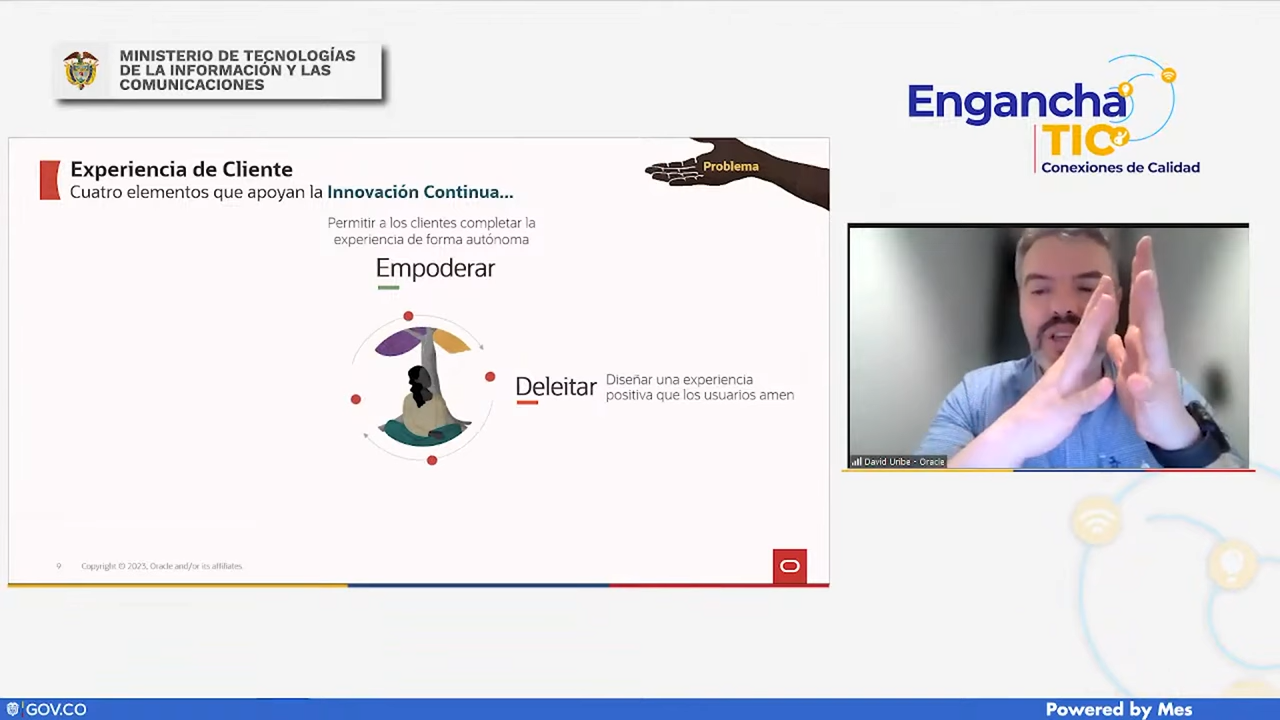 MINISTERIO DE TECNOLOGÍAS
DE LA INFORMACIÓN Y LAS
COMUNICACIONES
Engancha
TIC
Conexiones de Calidad
Experiencia de Cliente
Cuatro elementos que apoyan la Innovación Continua...
Problema
Permitir a los clientes completar la
experiencia de forma autónoma
Empoderar
Deleitar
Diseñar una experiencia
positiva que los usuarios amen
David Uribe - Oracle
9
Copyright © 2023, Oracle and/or its affiliates.
GOV.CO
Powered by Mes